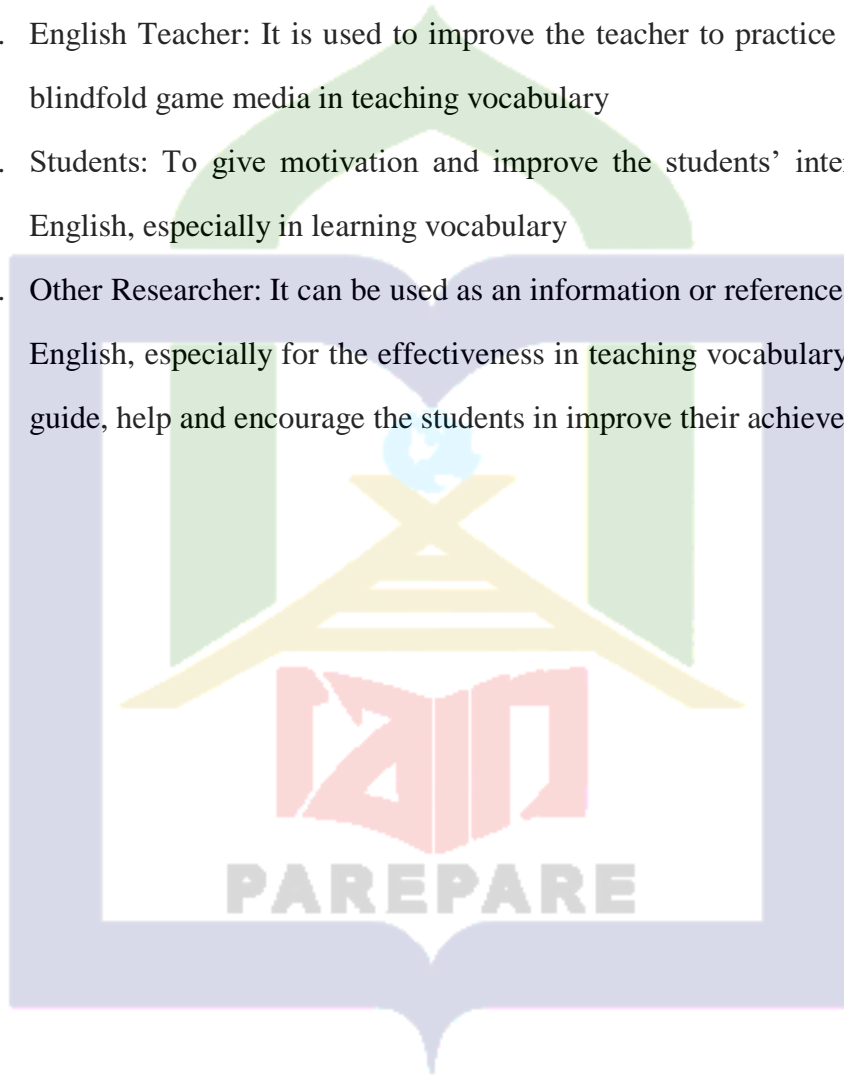 . English Teacher: It is used to improve the teacher to practice
blindfold game media in teaching vocabulary
. Students: To give motivation and improve the students’
English, especially in learning vocabulary
. Other Researcher: It can be used as an information or reference
English, especially for the effectiveness in teaching vocabulary
guide, help and encourage the students in improve their
iain
PAREPARE